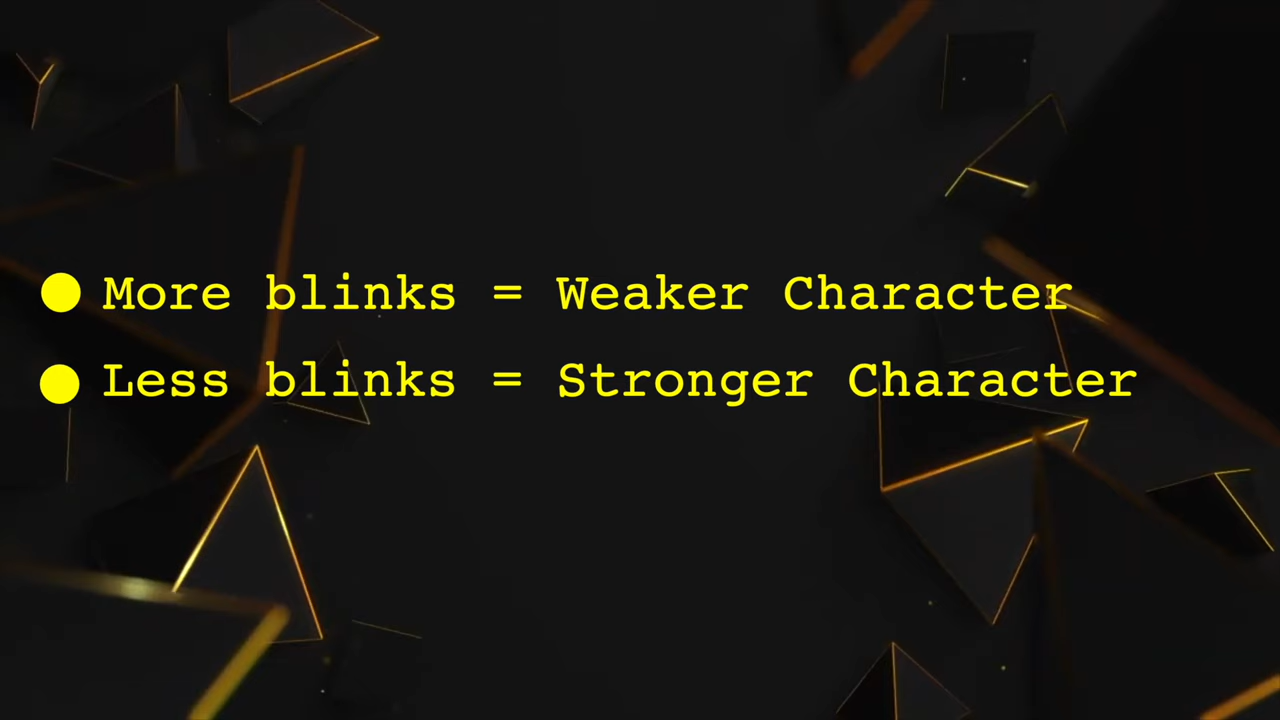 More blinks = Weaker Character
Less blinks = Stronger Character